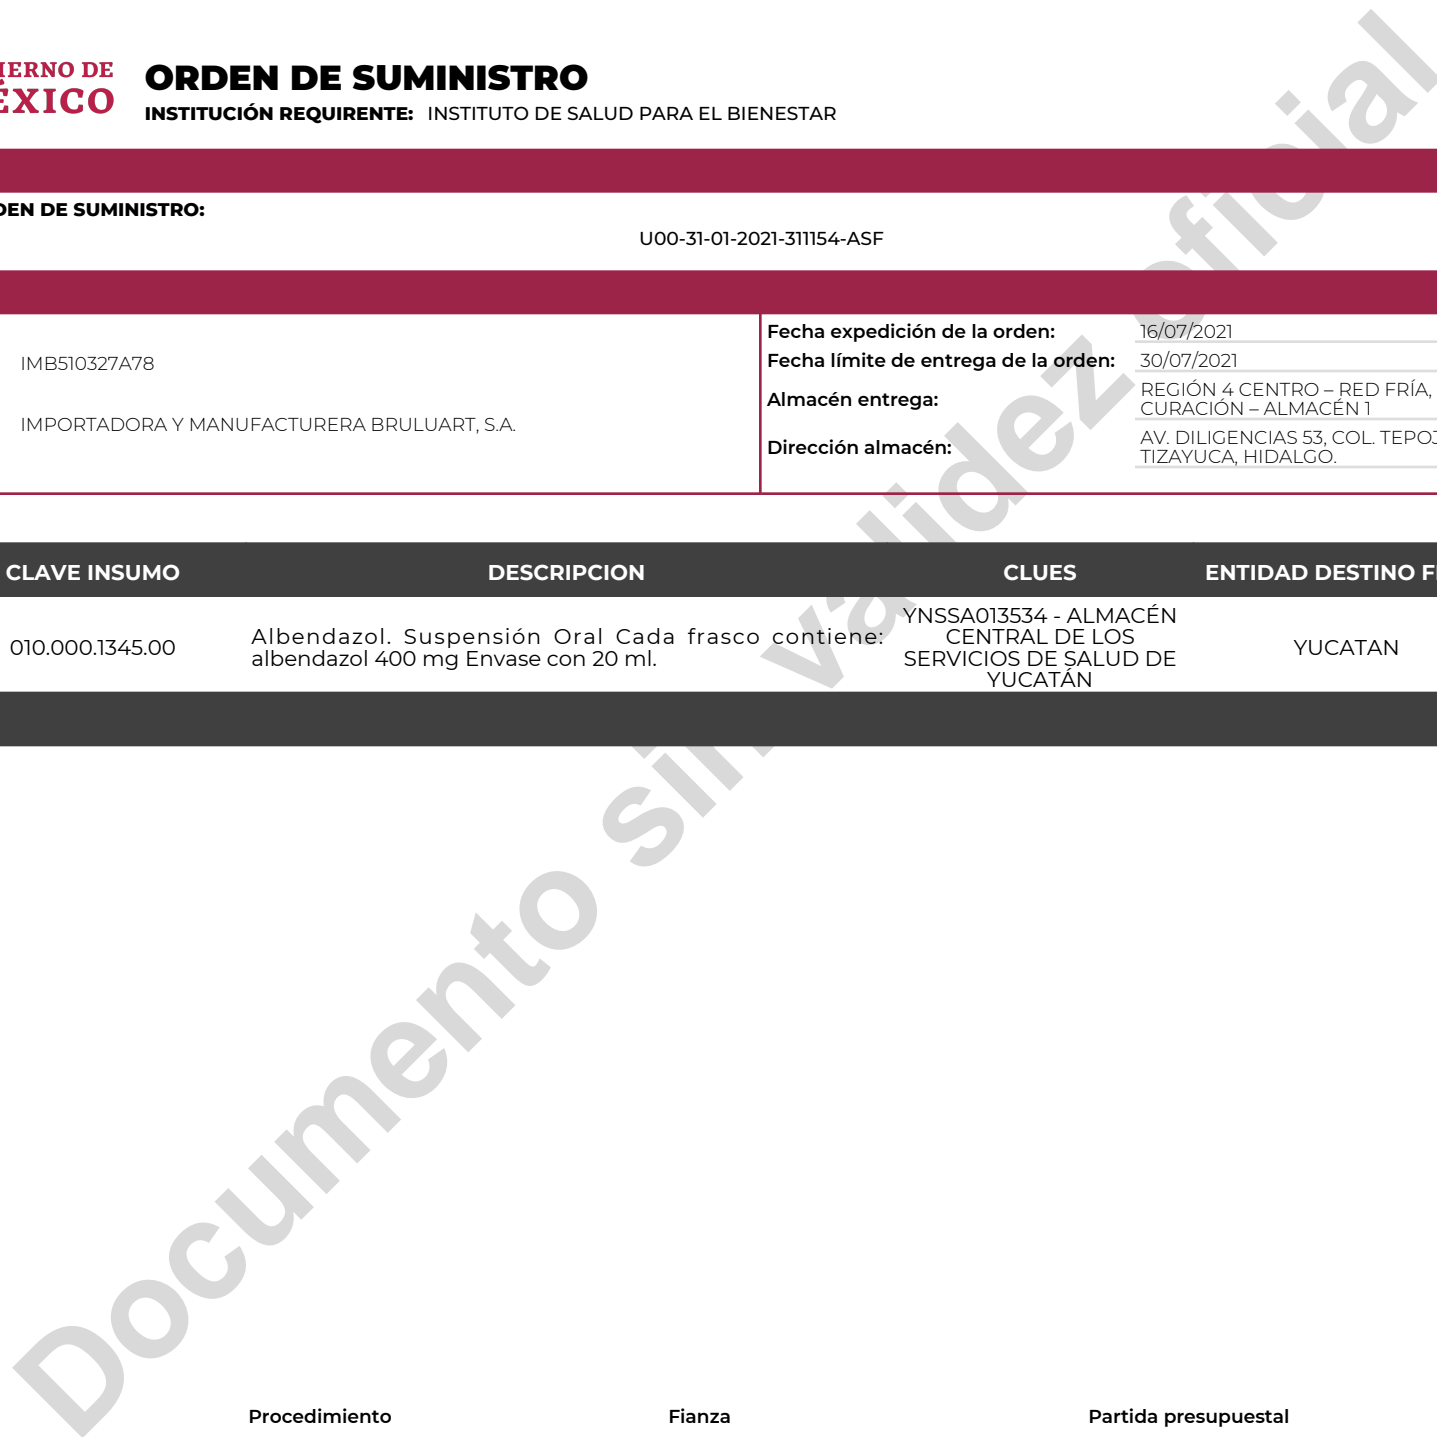 IERNO DE
ÉXICO
ORDEN DE SUMINISTRO
INSTITUCIÓN REQUIRENTE: INSTITUTO DE SALUD PARA EL BIENESTAR
DEN DE SUMINISTRO:
U00-31-01-2021-311154-ASF
IMB510327A78
IMPORTADORA Y MANUFACTURERA BRULUART, S.A.
Fecha expedición de la orden: 16/07/2021
Fecha límite de entrega de la orden: 30/07/2021
Almacén entrega: REGIÓN 4 CENTRO – RED FRÍA,
CURACIÓN – ALMACÉN 1
Dirección almacén: AV. DILIGENCIAS 53, COL. TEPOJ
TIZAYUCA, HIDALGO.
CLAVE INSUMO DESCRIPCION CLUES ENTIDAD DESTINO FI
010.000.1345.00
Albendazol. Suspensión Oral Cada frasco contiene:
albendazol 400 mg Envase con 20 ml.
YNSSA013534 - ALMACÉN
CENTRAL DE LOS
SERVICIOS DE SALUD DE
YUCATÁN
YUCATAN
Documento sin validez oficial
Procedimiento Fianza Partida presupuestal